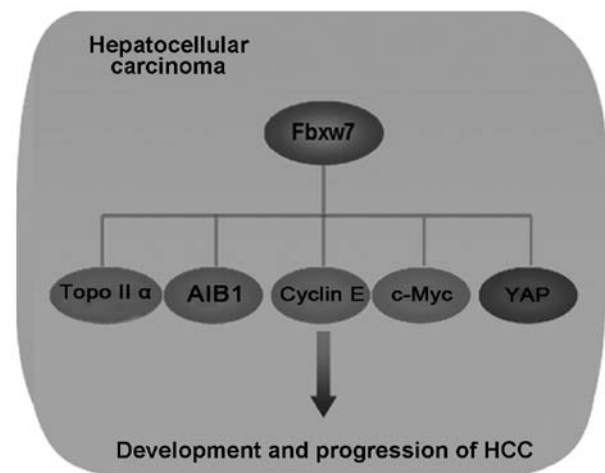 Hepatocellular
carcinoma
Fbxw7
Topo II α AIB1 Cyclin E c-Myc YAP
Development and progression of HCC